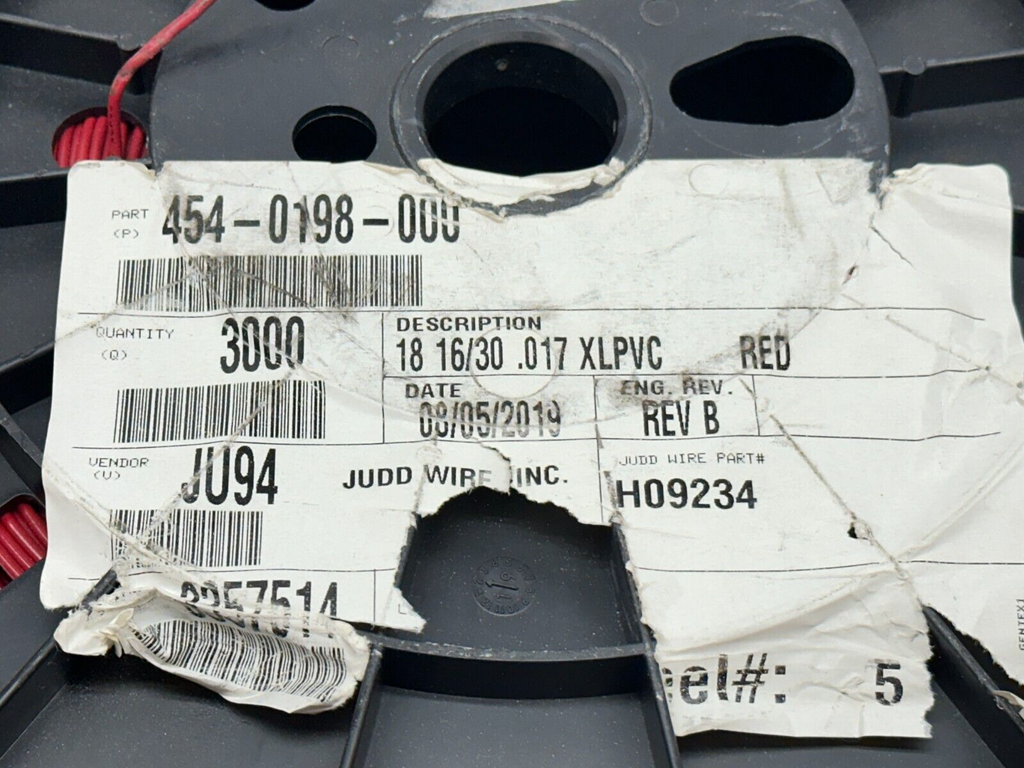 PART
(P)
454-0198-000
QUANTITY
(Q)
3000
DESCRIPTION
18 16/30 .017 XLPVC RED
DATE
08/05/2019
ENG. REV.
REV B
VENDOR
(V)
JU94
JUDD WIRE INC.
JUDD WIRE PART#
H09234
5
GENTEX1